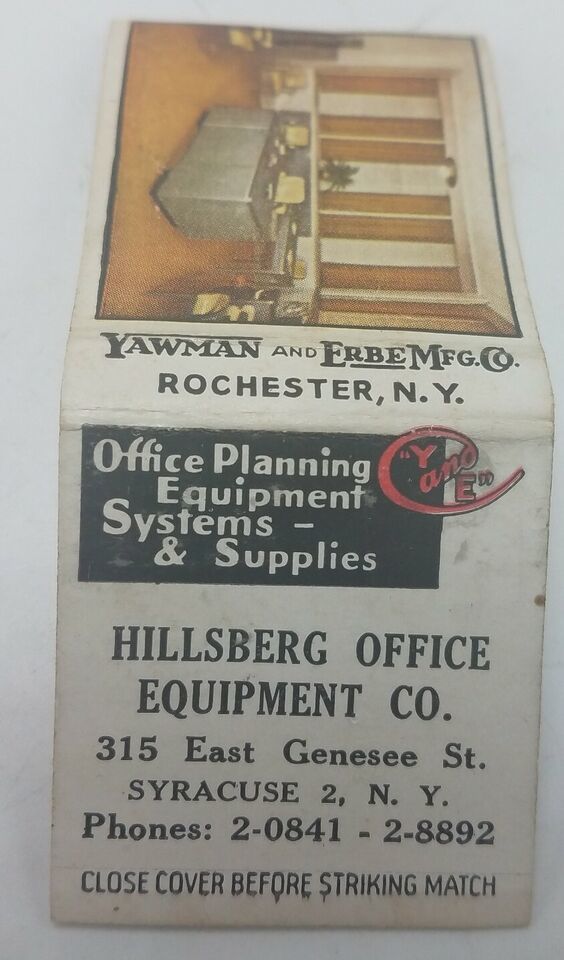 YAWMAN AND ERBE MFG. CO.
ROCHESTER, N. Y.
Office Planning
Equipment
Systems –
& Supplies
"Y
and
E"
HILLSBERG OFFICE
EQUIPMENT CO.
315 East Genesee St.
SYRACUSE 2, N. Y.
Phones: 2-0841 - 2-8892
CLOSE COVER BEFORE STRIKING MATCH